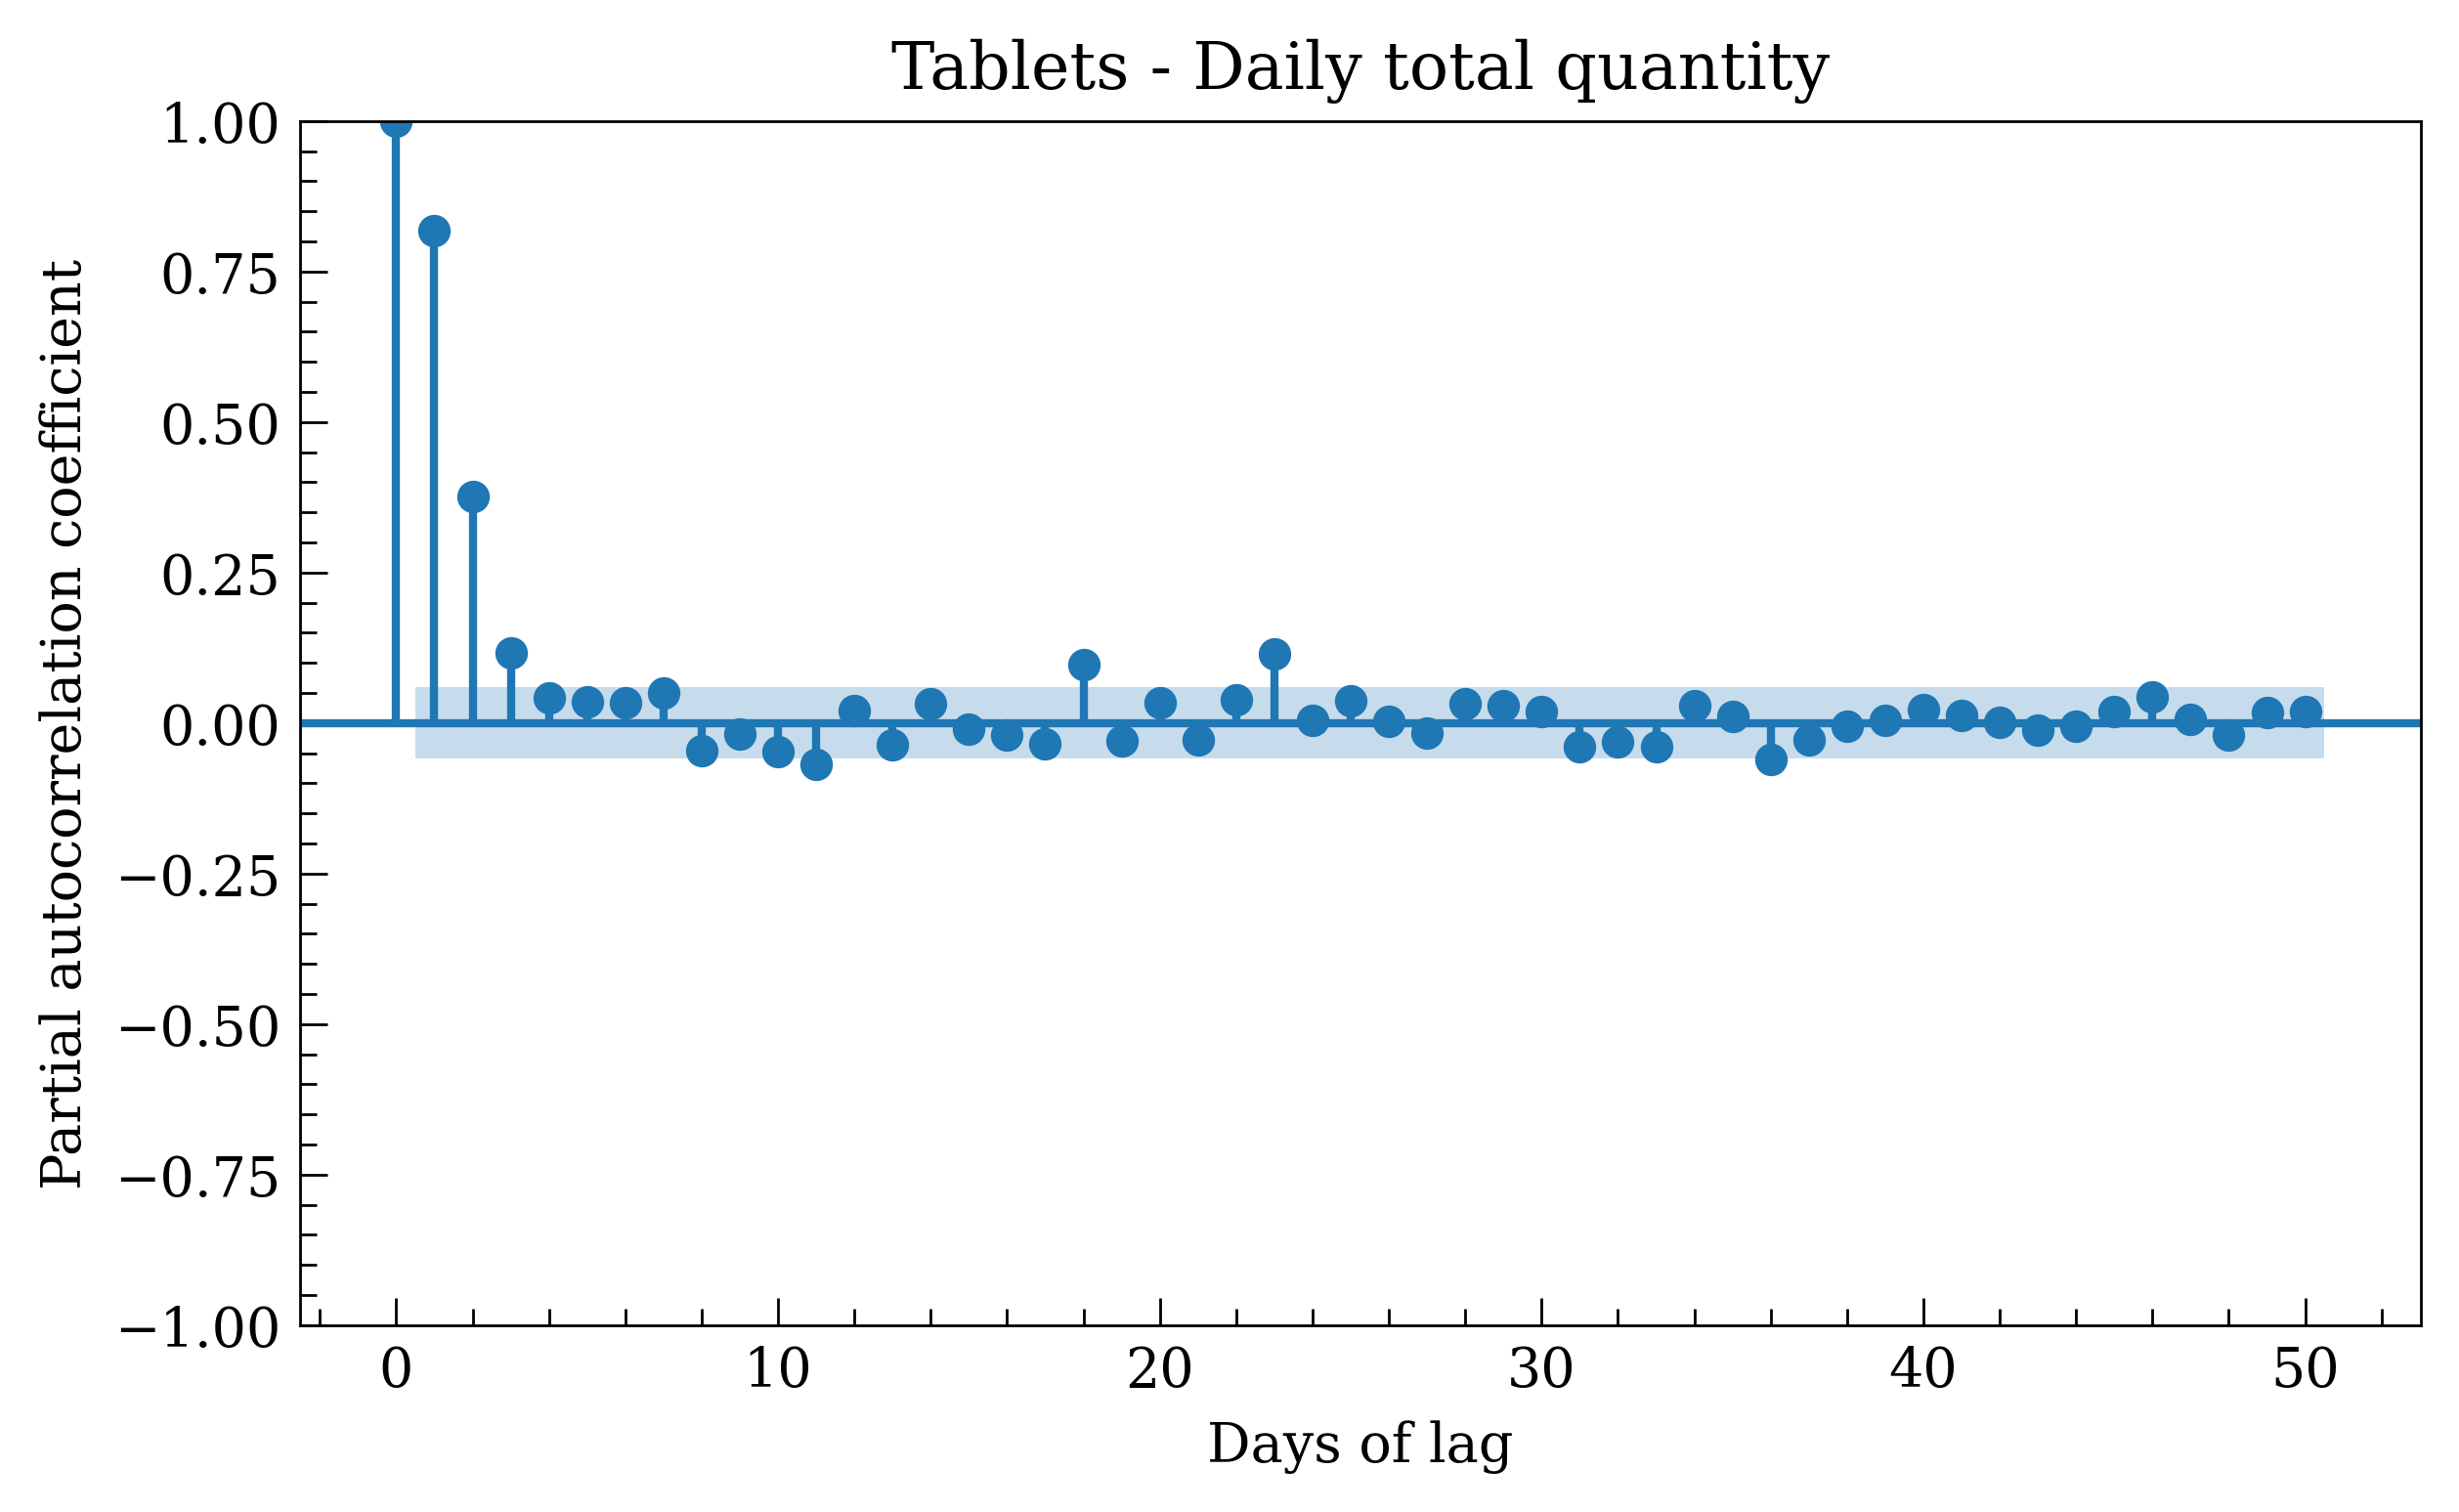 Tablets - Daily total quantity
Partial autocorrelation coefficient
1.00
0.75
0.50
0.25
0.00
−0.25
−0.50
−0.75
−1.00
0 10 20 30 40 50
Days of lag